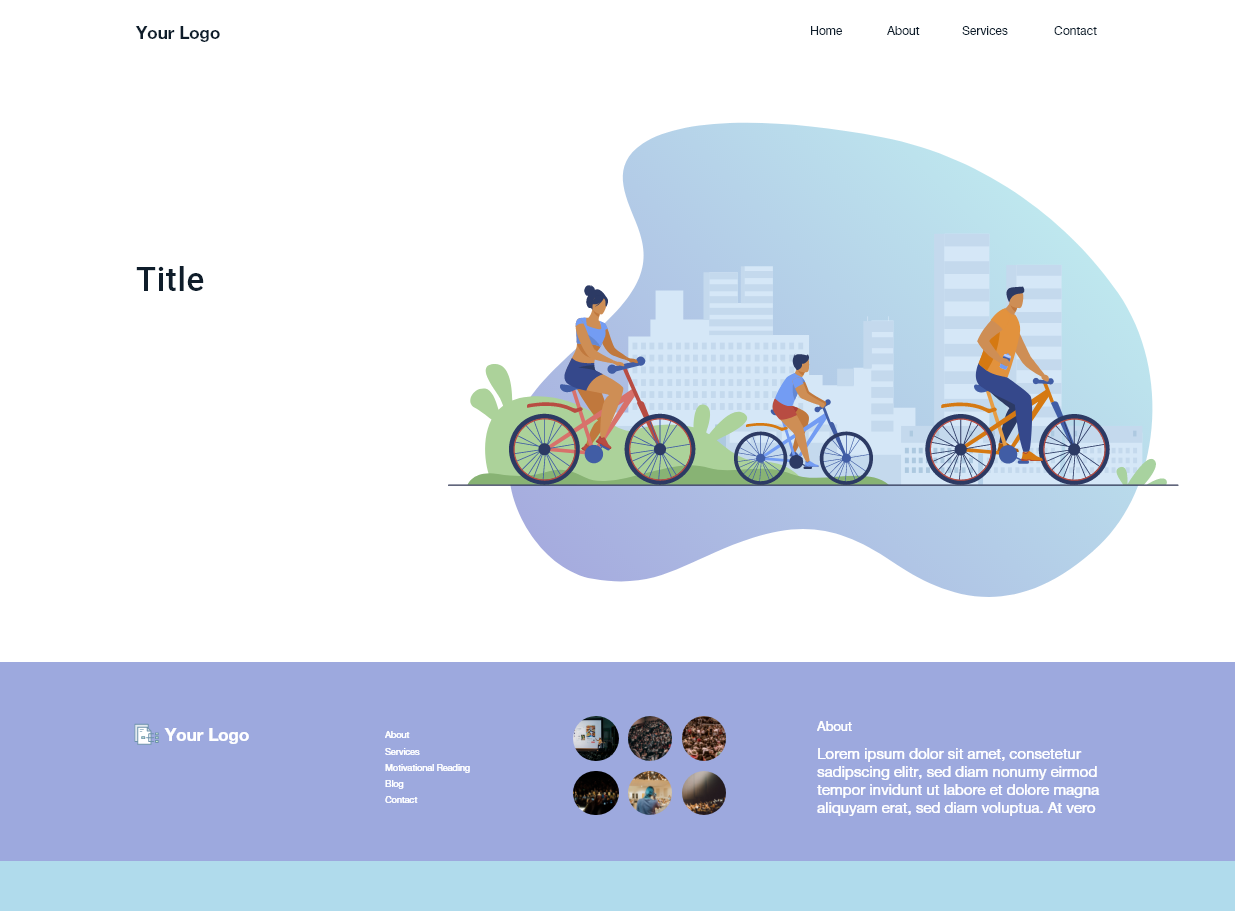 Your Logo
Home About Services Contact
Title
Your Logo
About
Services
Motivational Reading
Blog
Contact
About
Lorem ipsum dolor sit amet, consetetur
sadipscing elitr, sed diam nonumy eirmod
tempor invidunt ut labore et dolore magna
aliquyam erat, sed diam voluptua. At vero